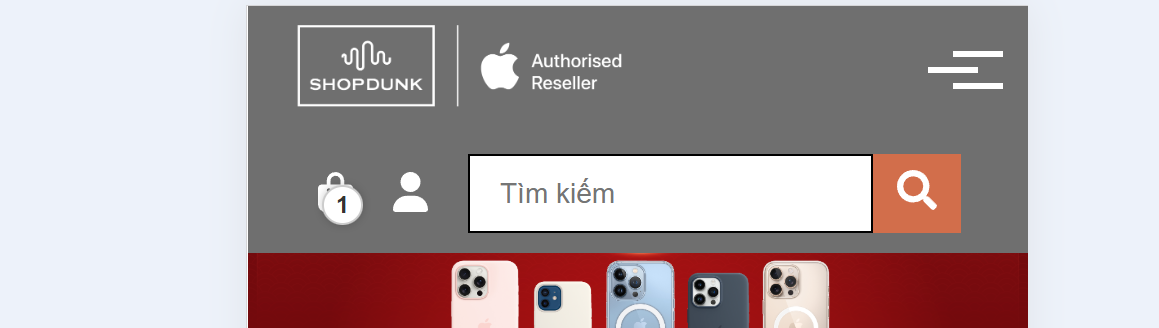 SHOPDUNK
Authorised
Reseller
1
Tìm kiếm